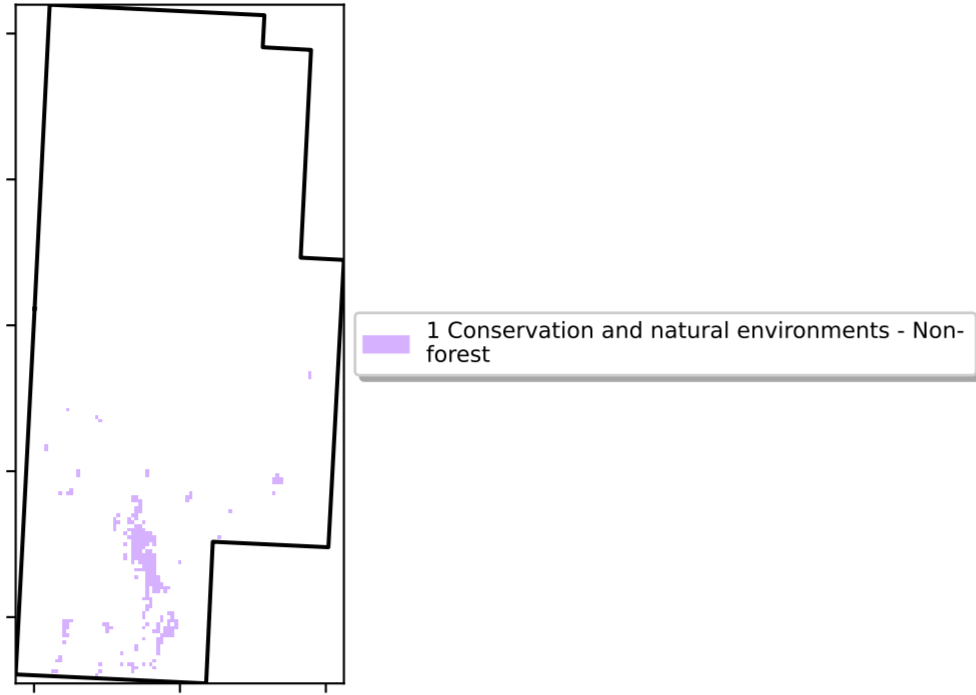 1 Conservation and natural environments - Non-
forest